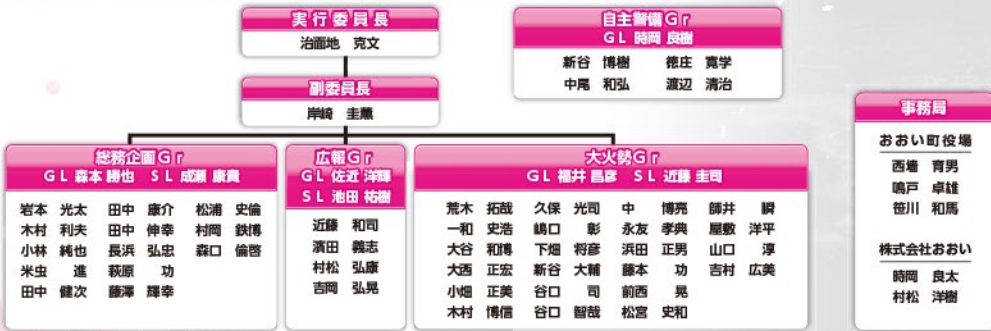 実行委員長
治面地 克文
副委員長
岸崎 圭薫
自主警備Gr
GL 時岡 良樹
新谷 博樹 徳庄 寛学
中尾 和弘 渡辺 清治
総務企画Gr
GL 森本 勝也 SL 成瀬 康貴
岩本 光太 田中 康介 松浦 史倫
木村 利夫 田中 伸幸 村岡 鉄博
小林 純也 長浜 弘忠 森口 倫啓
米虫 進 萩原 功
田中 健次 藤澤 輝幸
広報Gr
GL 佐近 洋輝
SL 池田 祐樹
近藤 和司
濱田 義志
村松 弘康
吉岡 弘晃
大火勢Gr
GL 福井 昌彦 SL 近藤 圭司
荒木 拓哉 久保 光司 中 博亮 師井 瞬
一和 史浩 嶋口 彰 永友 孝典 屋敷 洋平
大谷 和博 下畑 将彦 浜田 正男 山口 淳
大西 正宏 新谷 大輔 藤本 功 吉村 広美
小畑 正美 谷口 司 前西 晃
木村 博信 谷口 智哉 松宮 史和
事務局
おおい町役場
西墻 育男
鳴戸 卓雄
笹川 和馬
株式会社おおい
時岡 良太
村松 洋樹